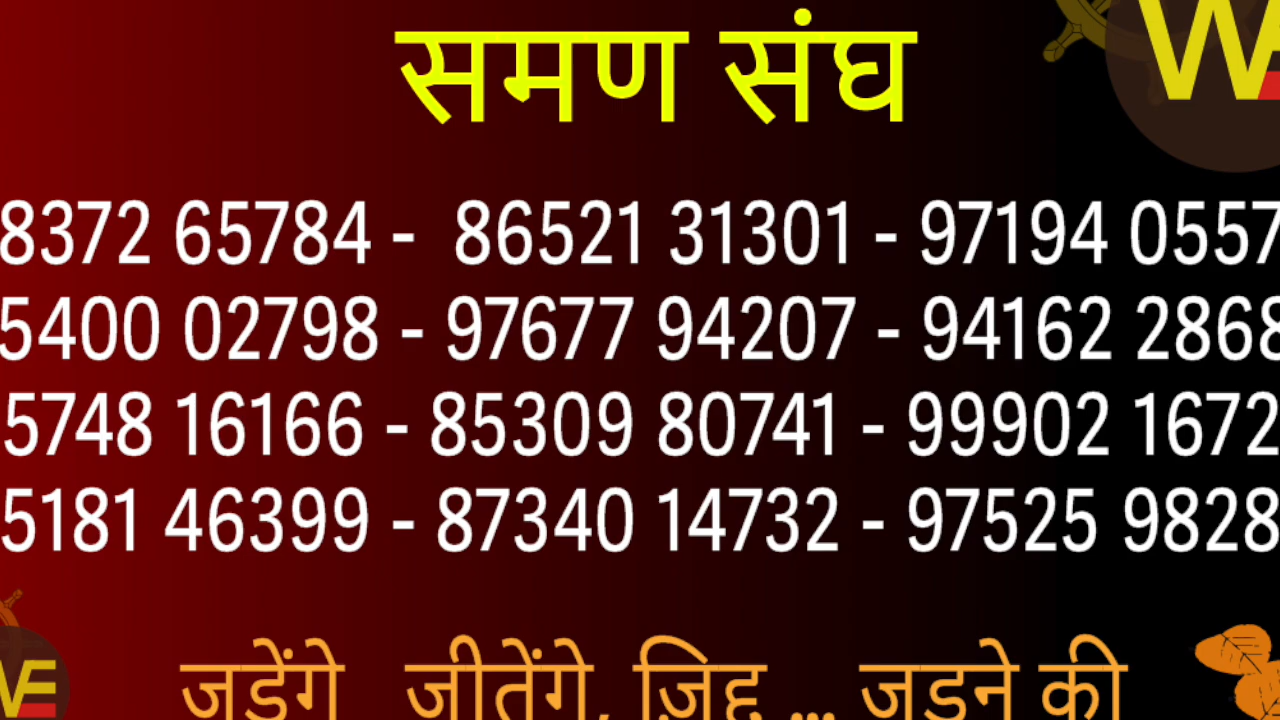 समण संघ
W
8372 65784 - 86521 31301 - 97194 0557
5400 02798 - 97677 94207 - 94162 2868
5748 16166 - 85309 80741 - 99902 1672
5181 46399 - 87340 14732 - 97525 9828
WE
जुड़ेंगे जीतेंगे, ज़िद्द ... जुड़ने की